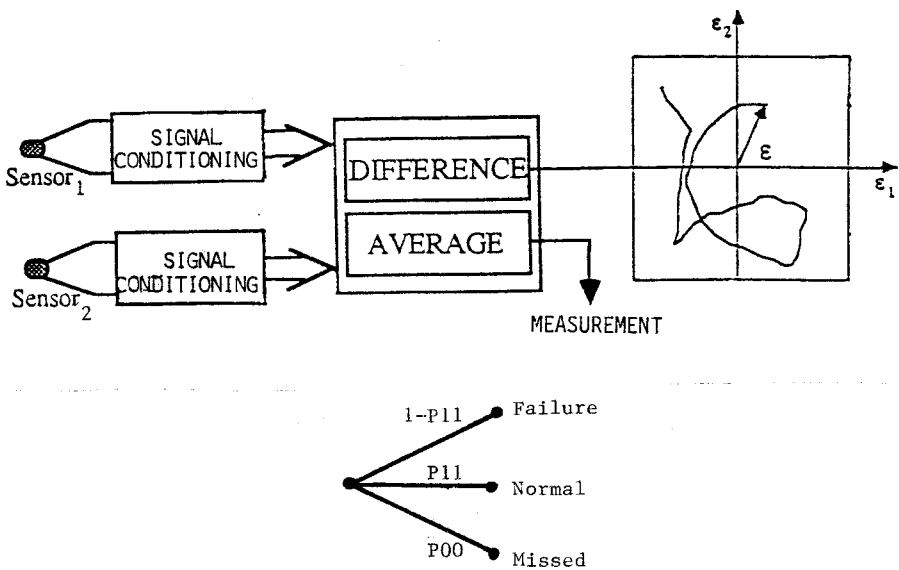 ε₂
SIGNAL
CONDITIONING
Sensor₁
DIFFERENCE
ε
ε₁
AVERAGE
SIGNAL
CONDITIONING
Sensor₂
MEASUREMENT
1-P11 Failure
P11 Normal
P00 Missed